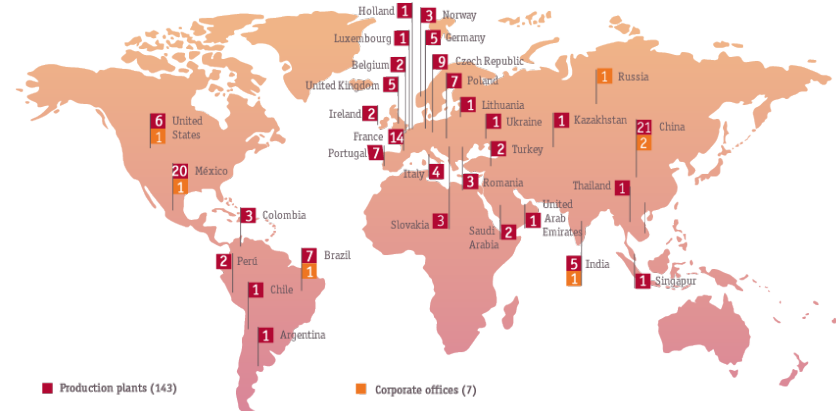 Holland 1
3 Norway
Luxembourg 1
5 Germany
Belgium 2
9 Czech Republic
United Kingdom 5
7 Poland
1 Russia
Ireland 2
1 Lithuania
6 United
1 States
1 Ukraine
1 Kazakhstan
21 China
2
France 14
Portugal 7
2 Turkey
20 México
1
Italy 4
3 Romania
Thailand 1
3 Colombia
Slovakia 3
Saudi
Arabia 2
1 United
Arab
Emirates
2 Perú
7 Brazil
1
5 India
1
1 Singapur
1 Chile
1 Argentina
Production plants (143)
Corporate offices (7)